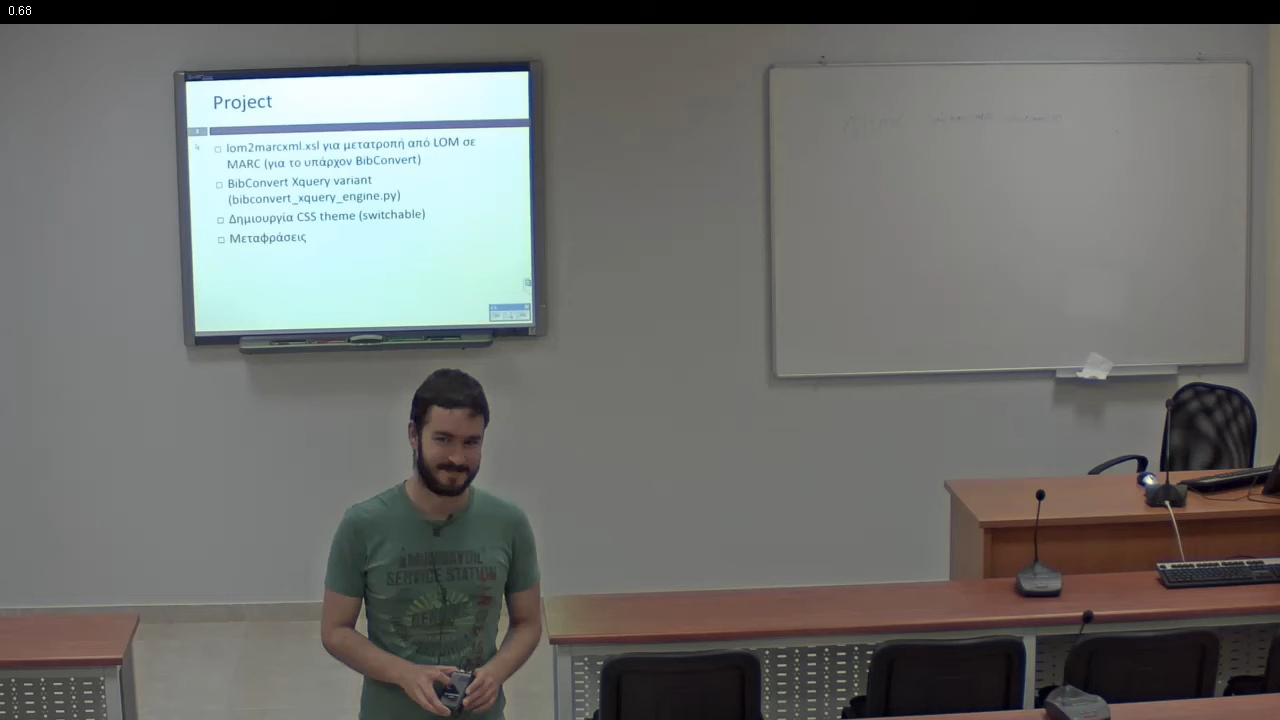 0.68
Project
lom2marcxml.xsl για μετατροπή από LOM σε
MARC (για το υπάρχον BibConvert)
BibConvert Xquery variant
(bibconvert_xquery_engine.py)
Δημιουργία CSS theme (switchable)
Μεταφράσεις
SERVICE STATION